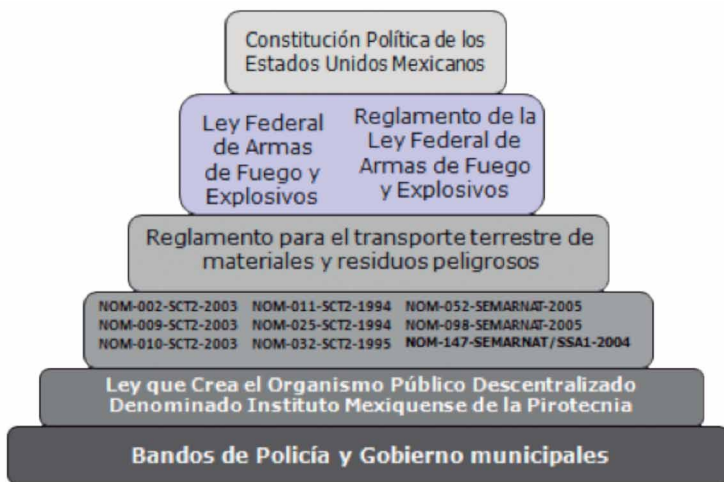 Constitución Política de los
Estados Unidos Mexicanos
Ley Federal
de Armas
de Fuego y
Explosivos
Reglamento de la
Ley Federal de
Armas de Fuego
y Explosivos
Reglamento para el transporte terrestre de
materiales y residuos peligrosos
NOM-002-SCT2-2003 NOM-011-SCT2-1994 NOM-052-SEMARNAT-2005
NOM-009-SCT2-2003 NOM-025-SCT2-1994 NOM-098-SEMARNAT-2005
NOM-010-SCT2-2003 NOM-032-SCT2-1995 NOM-147-SEMARNAT/SSA1-2004
Ley que Crea el Organismo Público Descentralizado
Denominado Instituto Mexiquense de la Pirotecnia
Bandos de Policía y Gobierno municipales